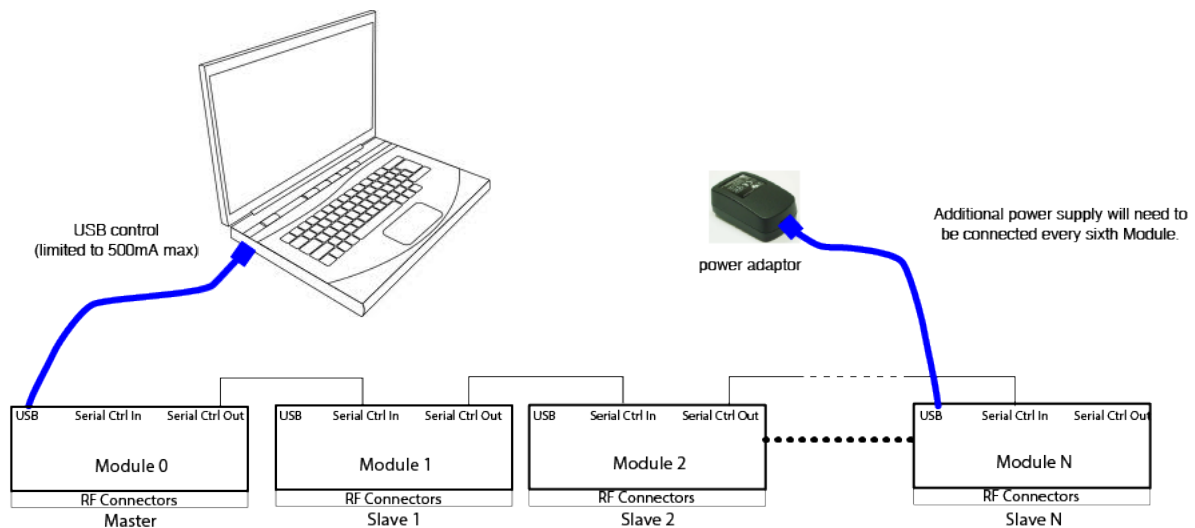 USB control
(limited to 500mA max)
power adaptor
Additional power supply will need to
be connected every sixth Module.
USB Serial Ctrl In Serial Ctrl Out
Module 0
RF Connectors
Master
USB Serial Ctrl In Serial Ctrl Out
Module 1
RF Connectors
Slave 1
USB Serial Ctrl In Serial Ctrl Out
Module 2
RF Connectors
Slave 2
USB Serial Ctrl In Serial Ctrl Out
Module N
RF Connectors
Slave N